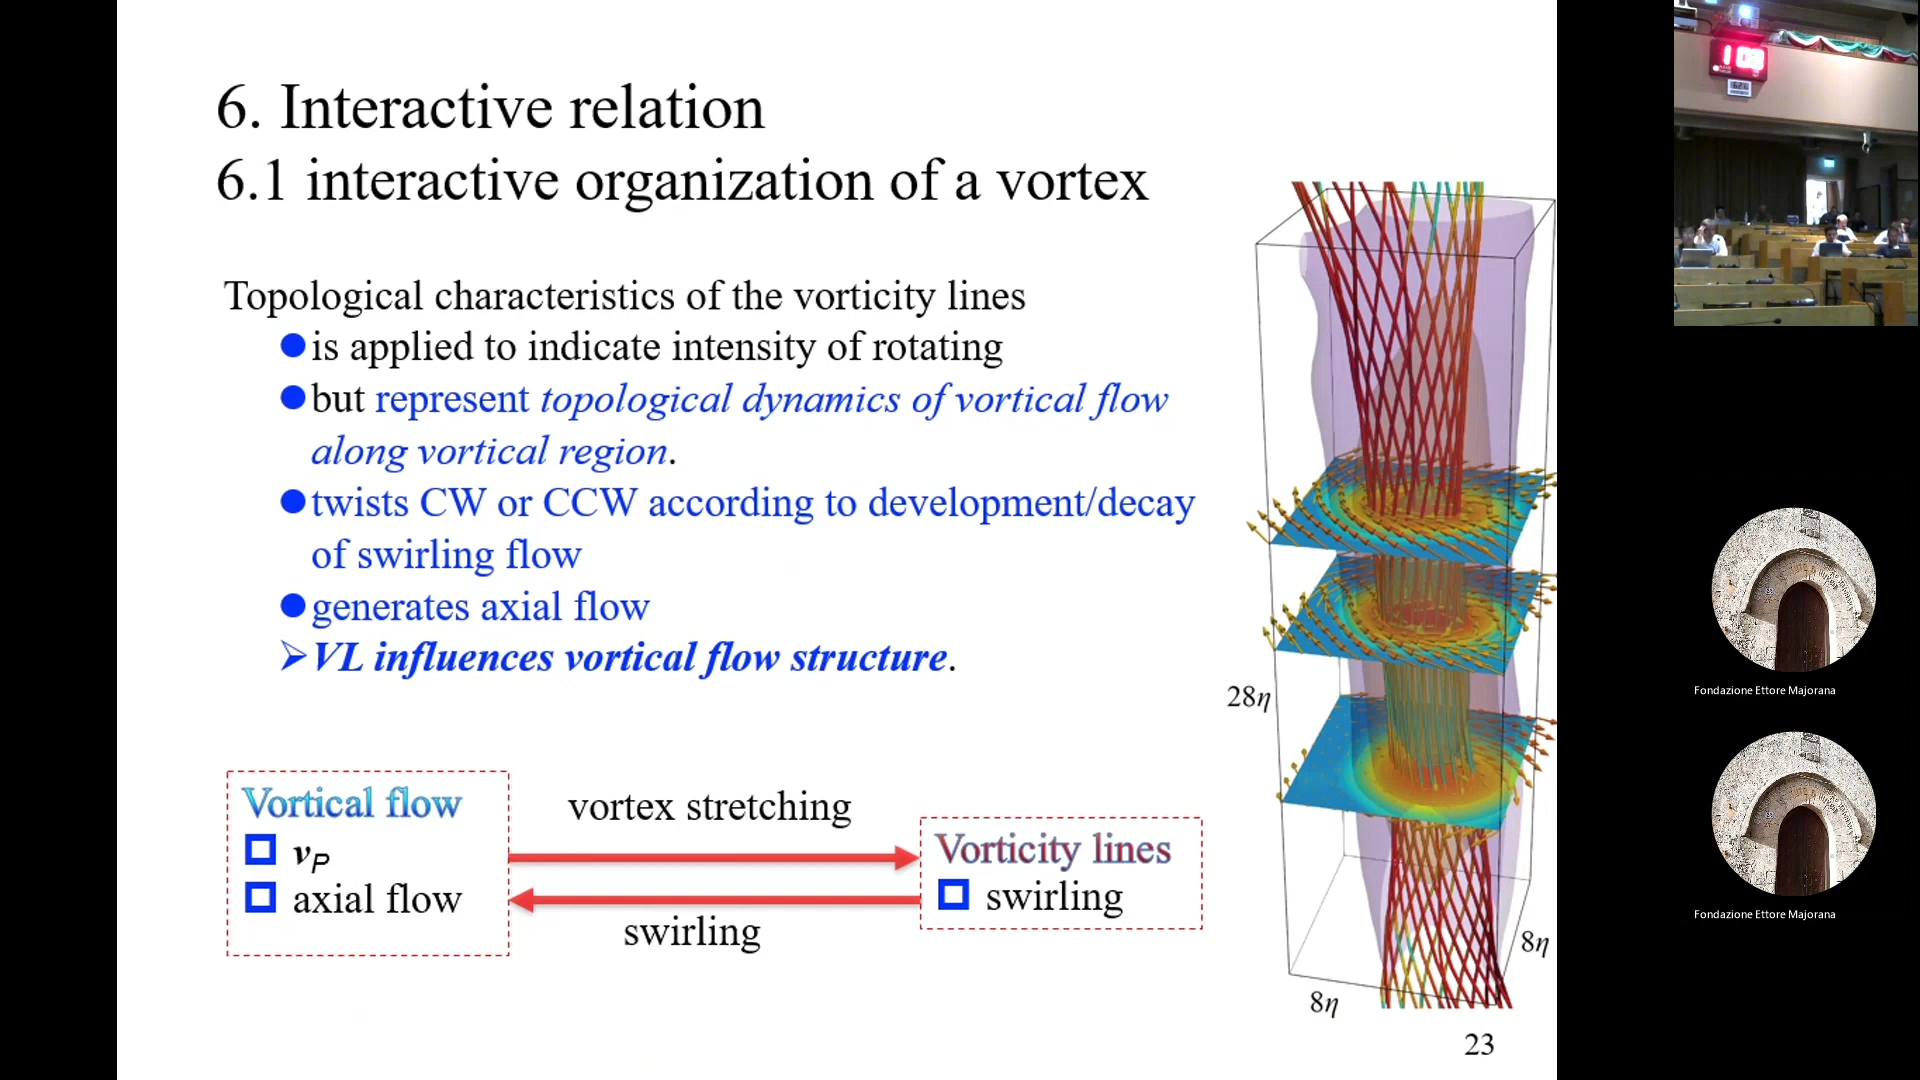 6. Interactive relation
6.1 interactive organization of a vortex
Topological characteristics of the vorticity lines
is applied to indicate intensity of rotating
but represent topological dynamics of vortical flow
along vortical region.
twists CW or CCW according to development/decay
of swirling flow
generates axial flow
VL influences vortical flow structure.
Vortical flow
vP
axial flow
vortex stretching
swirling
Vorticity lines
swirling
28η
8η
8η
23
Fondazione Ettore Majorana
Fondazione Ettore Majorana